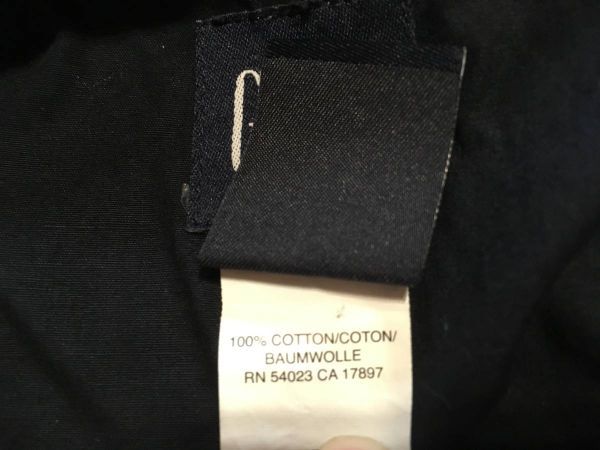 100% COTTON/COTON/
BAUMWOLLE
RN 54023 CA 17897